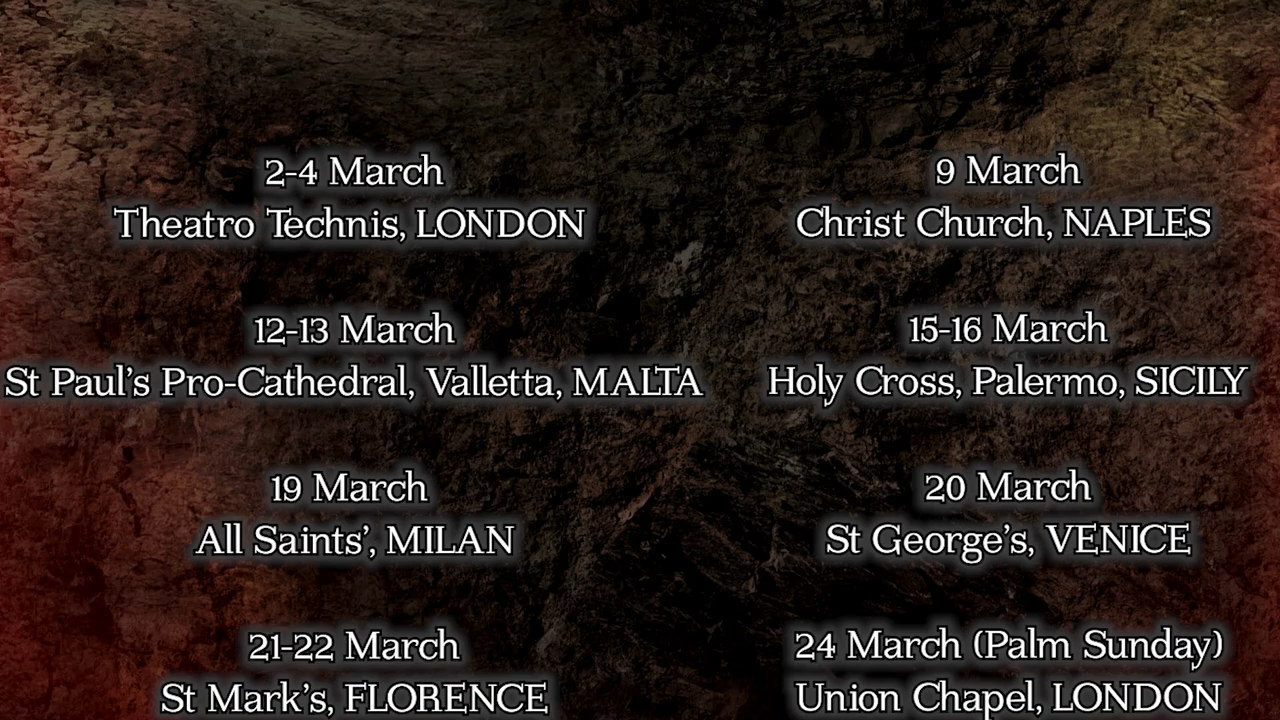 2-4 March
Theatro Technis, LONDON
9 March
Christ Church, NAPLES
12-13 March
St Paul's Pro-Cathedral, Valletta, MALTA
15-16 March
Holy Cross, Palermo, SICILY
19 March
All Saints', MILAN
20 March
St George's, VENICE
21-22 March
St Mark's, FLORENCE
24 March (Palm Sunday)
Union Chapel, LONDON